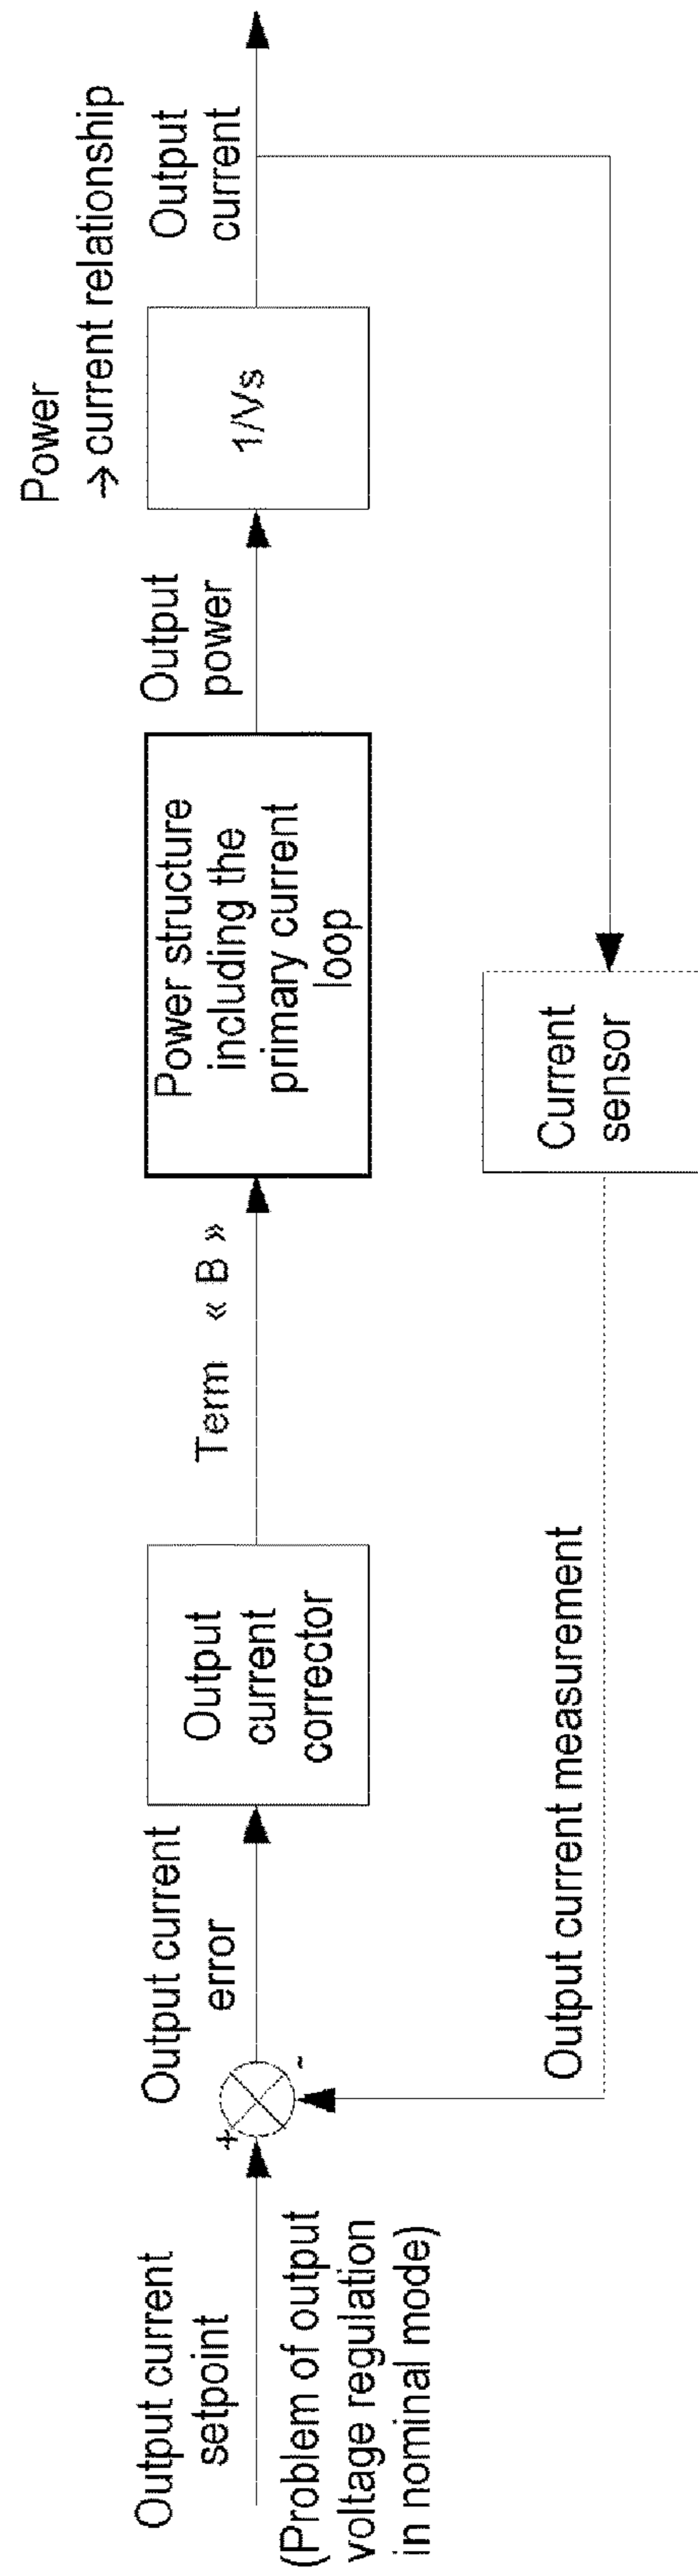 Output current
setpoint
(Problem of output
voltage regulation
in nominal mode)
+
-
Output current
error
Output
current
corrector
Term « B »
Power structure
including the
primary current
loop
Output
power
Power
→ current relationship
1/Vs
Output
current
Current
sensor
Output current measurement